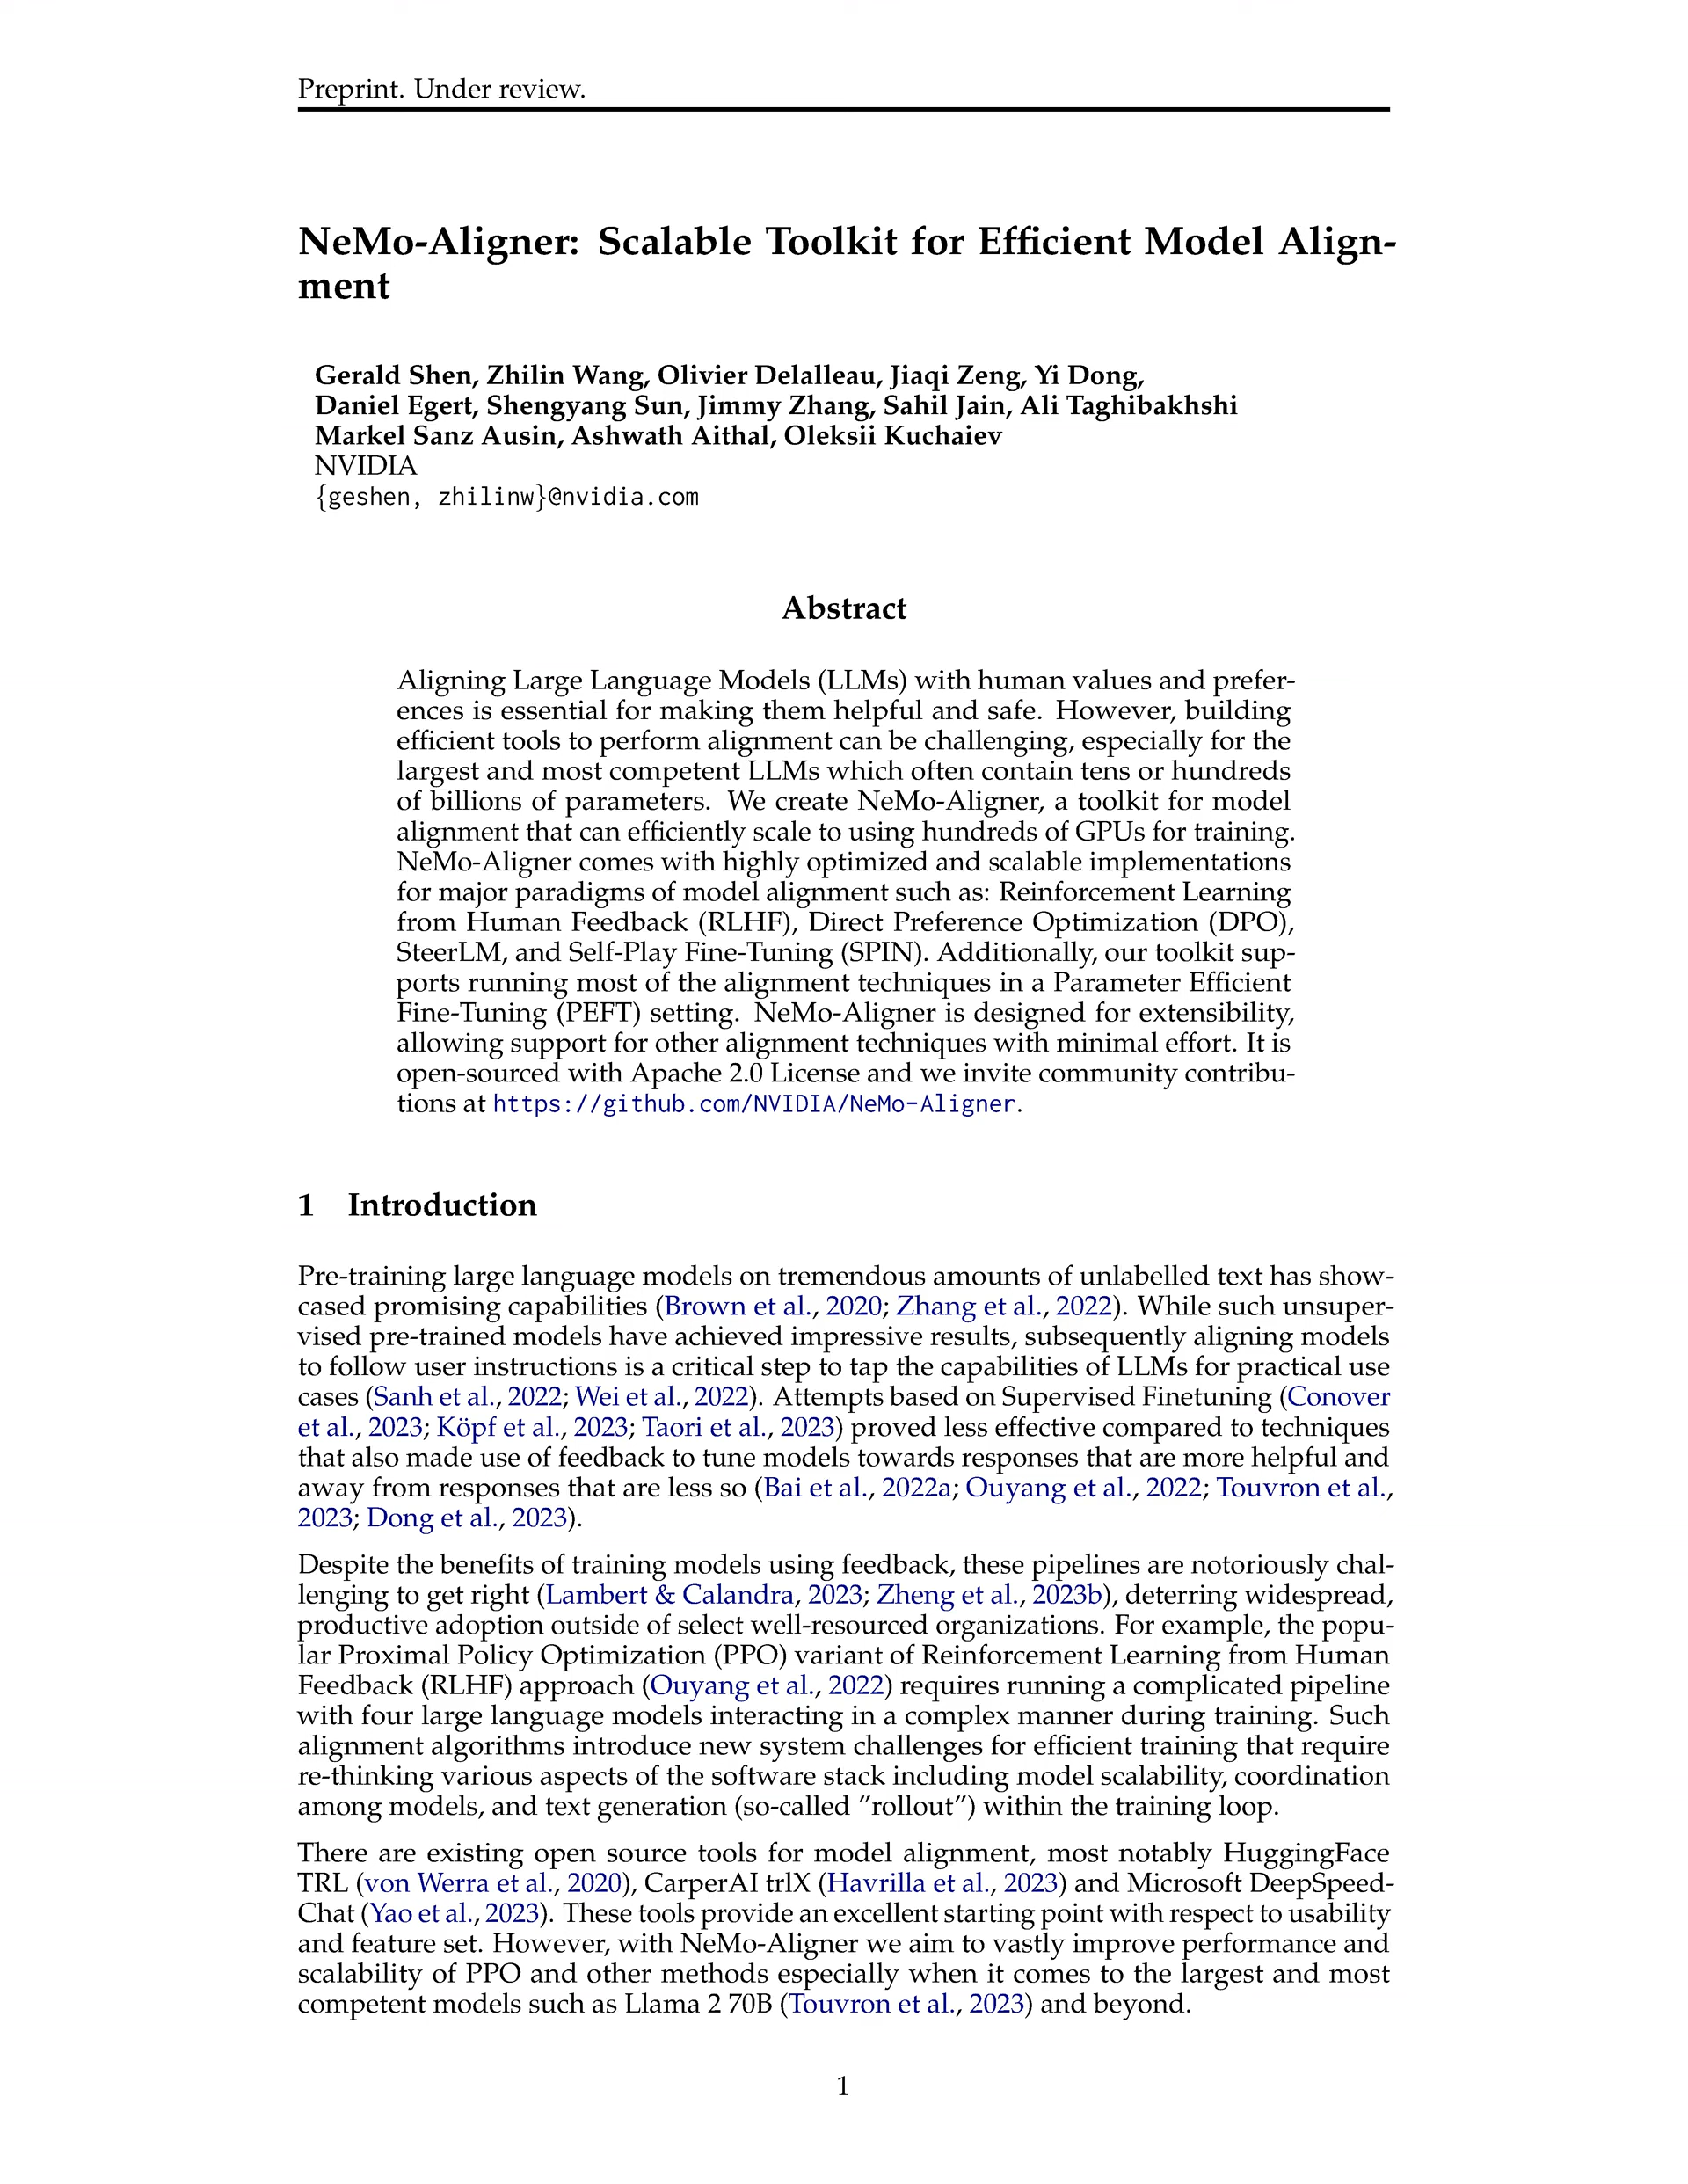 Preprint. Under review.
NeMo-Aligner: Scalable Toolkit for Efficient Model Align-
ment
Gerald Shen, Zhilin Wang, Olivier Delalleau, Jiaqi Zeng, Yi Dong,
Daniel Egert, Shengyang Sun, Jimmy Zhang, Sahil Jain, Ali Taghibakhshi
Markel Sanz Ausin, Ashwath Aithal, Oleksii Kuchaiev
NVIDIA
{geshen, zhilinw}@nvidia.com
Abstract
Aligning Large Language Models (LLMs) with human values and prefer-
ences is essential for making them helpful and safe. However, building
efficient tools to perform alignment can be challenging, especially for the
largest and most competent LLMs which often contain tens or hundreds
of billions of parameters. We create NeMo-Aligner, a toolkit for model
alignment that can efficiently scale to using hundreds of GPUs for training.
NeMo-Aligner comes with highly optimized and scalable implementations
for major paradigms of model alignment such as: Reinforcement Learning
from Human Feedback (RLHF), Direct Preference Optimization (DPO),
SteerLM, and Self-Play Fine-Tuning (SPIN). Additionally, our toolkit sup-
ports running most of the alignment techniques in a Parameter Efficient
Fine-Tuning (PEFT) setting. NeMo-Aligner is designed for extensibility,
allowing support for other alignment techniques with minimal effort. It is
open-sourced with Apache 2.0 License and we invite community contribu-
tions at https://github.com/NVIDIA/NeMo-Aligner.
1 Introduction
Pre-training large language models on tremendous amounts of unlabelled text has show-
cased promising capabilities (Brown et al., 2020; Zhang et al., 2022). While such unsuper-
vised pre-trained models have achieved impressive results, subsequently aligning models
to follow user instructions is a critical step to tap the capabilities of LLMs for practical use
cases (Sanh et al., 2022; Wei et al., 2022). Attempts based on Supervised Finetuning (Conover
et al., 2023; Köpf et al., 2023; Taori et al., 2023) proved less effective compared to techniques
that also made use of feedback to tune models towards responses that are more helpful and
away from responses that are less so (Bai et al., 2022a; Ouyang et al., 2022; Touvron et al.,
2023; Dong et al., 2023).
Despite the benefits of training models using feedback, these pipelines are notoriously chal-
lenging to get right (Lambert & Calandra, 2023; Zheng et al., 2023b), deterring widespread,
productive adoption outside of select well-resourced organizations. For example, the popu-
lar Proximal Policy Optimization (PPO) variant of Reinforcement Learning from Human
Feedback (RLHF) approach (Ouyang et al., 2022) requires running a complicated pipeline
with four large language models interacting in a complex manner during training. Such
alignment algorithms introduce new system challenges for efficient training that require
re-thinking various aspects of the software stack including model scalability, coordination
among models, and text generation (so-called ”rollout”) within the training loop.
There are existing open source tools for model alignment, most notably HuggingFace
TRL (von Werra et al., 2020), CarperAI trlX (Havrilla et al., 2023) and Microsoft DeepSpeed-
Chat (Yao et al., 2023). These tools provide an excellent starting point with respect to usability
and feature set. However, with NeMo-Aligner we aim to vastly improve performance and
scalability of PPO and other methods especially when it comes to the largest and most
competent models such as Llama 2 70B (Touvron et al., 2023) and beyond.
1